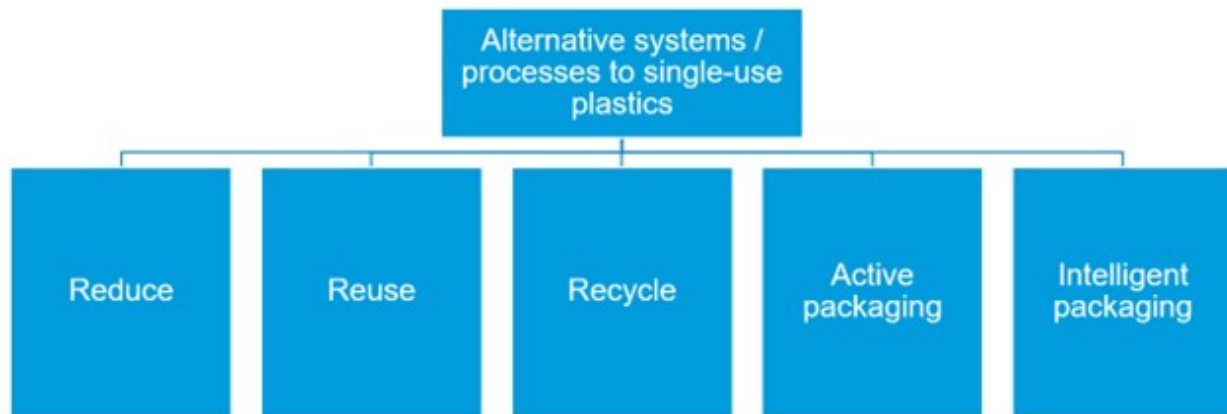 Alternative systems /
processes to single-use
plastics
Reduce
Reuse
Recycle
Active
packaging
Intelligent
packaging